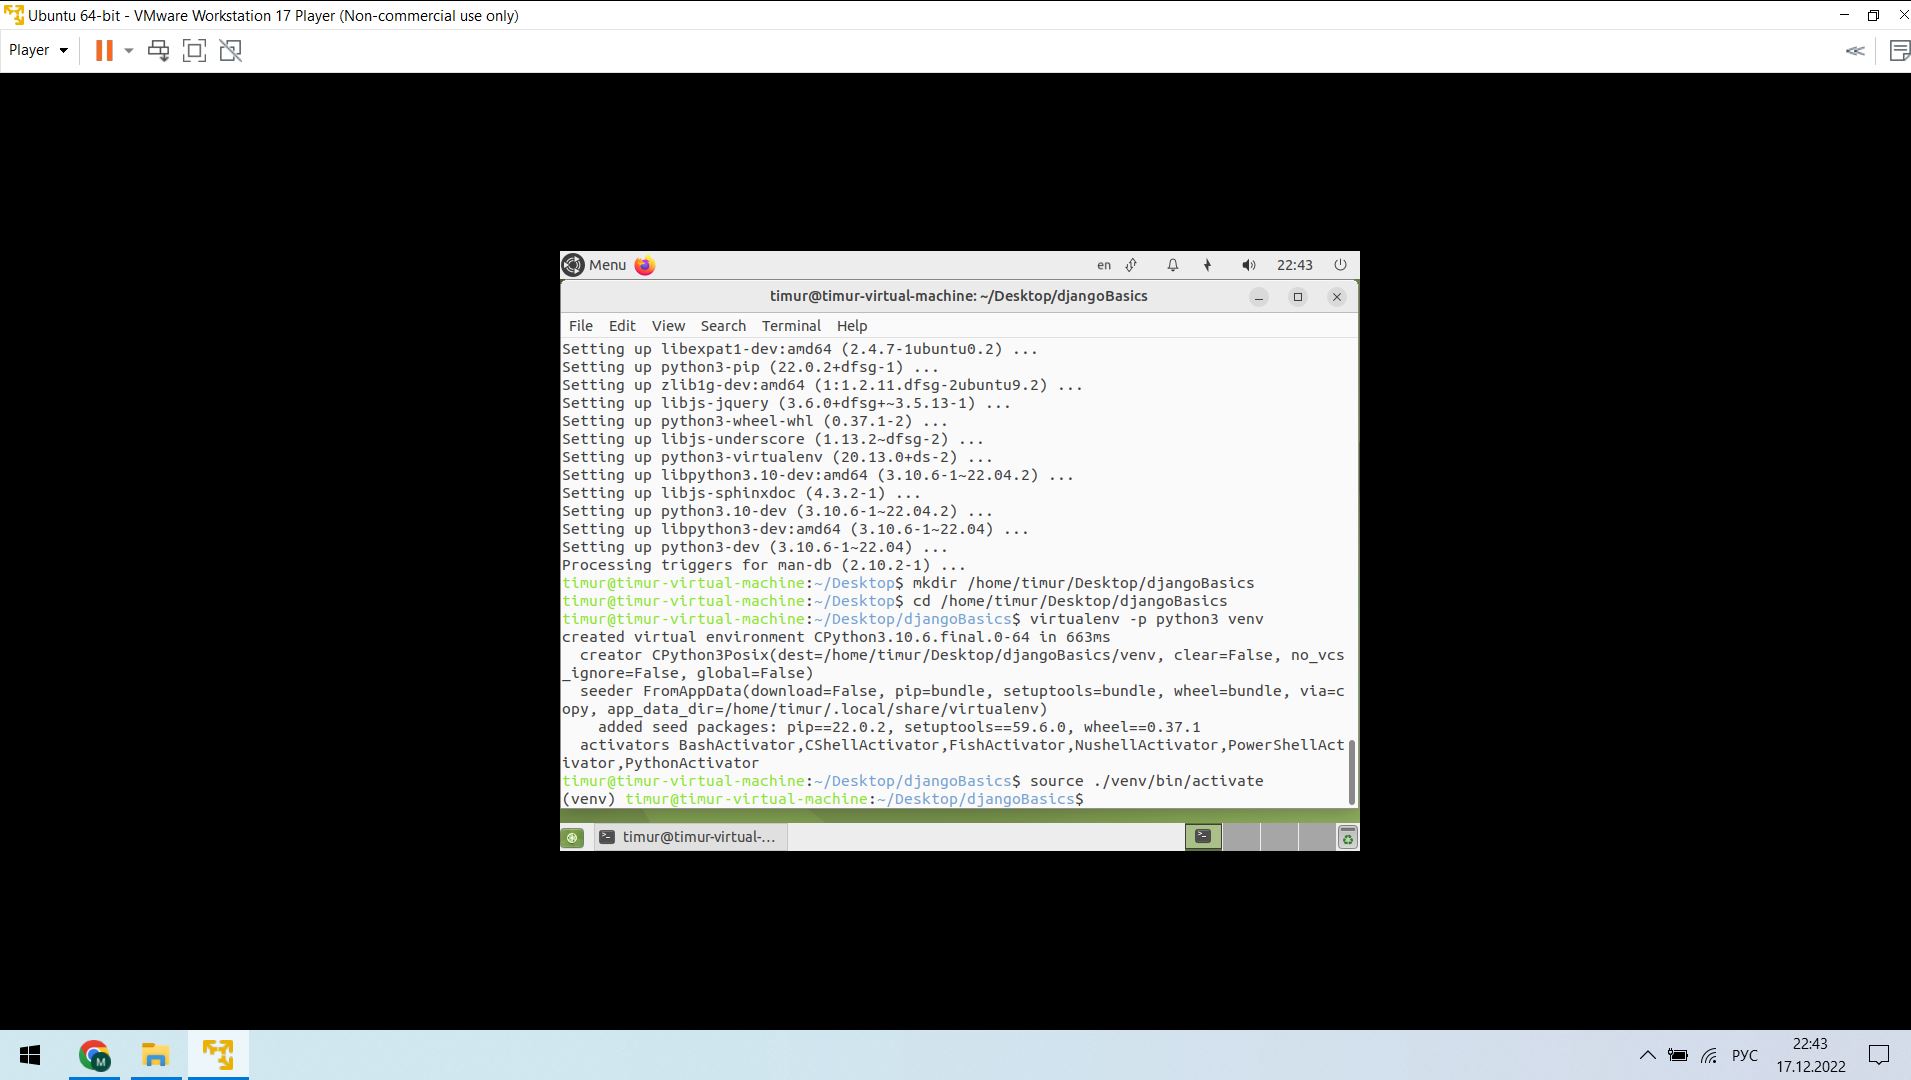 Ubuntu 64-bit - VMware Workstation 17 Player (Non-commercial use only)
Player
Menu en 22:43
timur@timur-virtual-machine: ~/Desktop/djangoBasics
File Edit View Search Terminal Help
Setting up libexpat1-dev:amd64 (2.4.7-1ubuntu0.2) ...
Setting up python3-pip (22.0.2+dfsg-1) ...
Setting up zlib1g-dev:amd64 (1:1.2.11.dfsg-2ubuntu9.2) ...
Setting up libjs-jquery (3.6.0+dfsg+~3.5.13-1) ...
Setting up python3-wheel-whl (0.37.1-2) ...
Setting up libjs-underscore (1.13.2~dfsg-2) ...
Setting up python3-virtualenv (20.13.0+ds-2) ...
Setting up libpython3.10-dev:amd64 (3.10.6-1~22.04.2) ...
Setting up libjs-sphinxdoc (4.3.2-1) ...
Setting up python3.10-dev (3.10.6-1~22.04.2) ...
Setting up libpython3-dev:amd64 (3.10.6-1~22.04) ...
Setting up python3-dev (3.10.6-1~22.04) ...
Processing triggers for man-db (2.10.2-1) ...
timur@timur-virtual-machine:~/Desktop$ mkdir /home/timur/Desktop/djangoBasics
timur@timur-virtual-machine:~/Desktop$ cd /home/timur/Desktop/djangoBasics
timur@timur-virtual-machine:~/Desktop/djangoBasics$ virtualenv -p python3 venv
created virtual environment CPython3.10.6.final.0-64 in 663ms
  creator CPython3Posix(dest=/home/timur/Desktop/djangoBasics/venv, clear=False, no_vcs
_ignore=False, global=False)
  seeder FromAppData(download=False, pip=bundle, setuptools=bundle, wheel=bundle, via=c
opy, app_data_dir=/home/timur/.local/share/virtualenv)
    added seed packages: pip==22.0.2, setuptools==59.6.0, wheel==0.37.1
  activators BashActivator,CShellActivator,FishActivator,NushellActivator,PowerShellAct
ivator,PythonActivator
timur@timur-virtual-machine:~/Desktop/djangoBasics$ source ./venv/bin/activate
(venv) timur@timur-virtual-machine:~/Desktop/djangoBasics$
timur@timur-virtual-...
M
РУС
22:43
17.12.2022